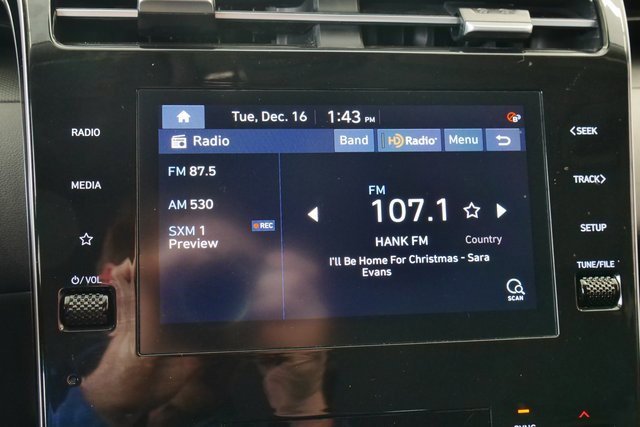 Tue, Dec. 16 1:43 PM
RADIO
MEDIA
⏻/VOL
Radio Band HD Radio Menu
FM 87.5
AM 530
SXM 1 REC
Preview
FM
107.1
HANK FM Country
I'll Be Home For Christmas - Sara
Evans
SCAN
<SEEK
TRACK>
SETUP
TUNE/FILE
SYNC